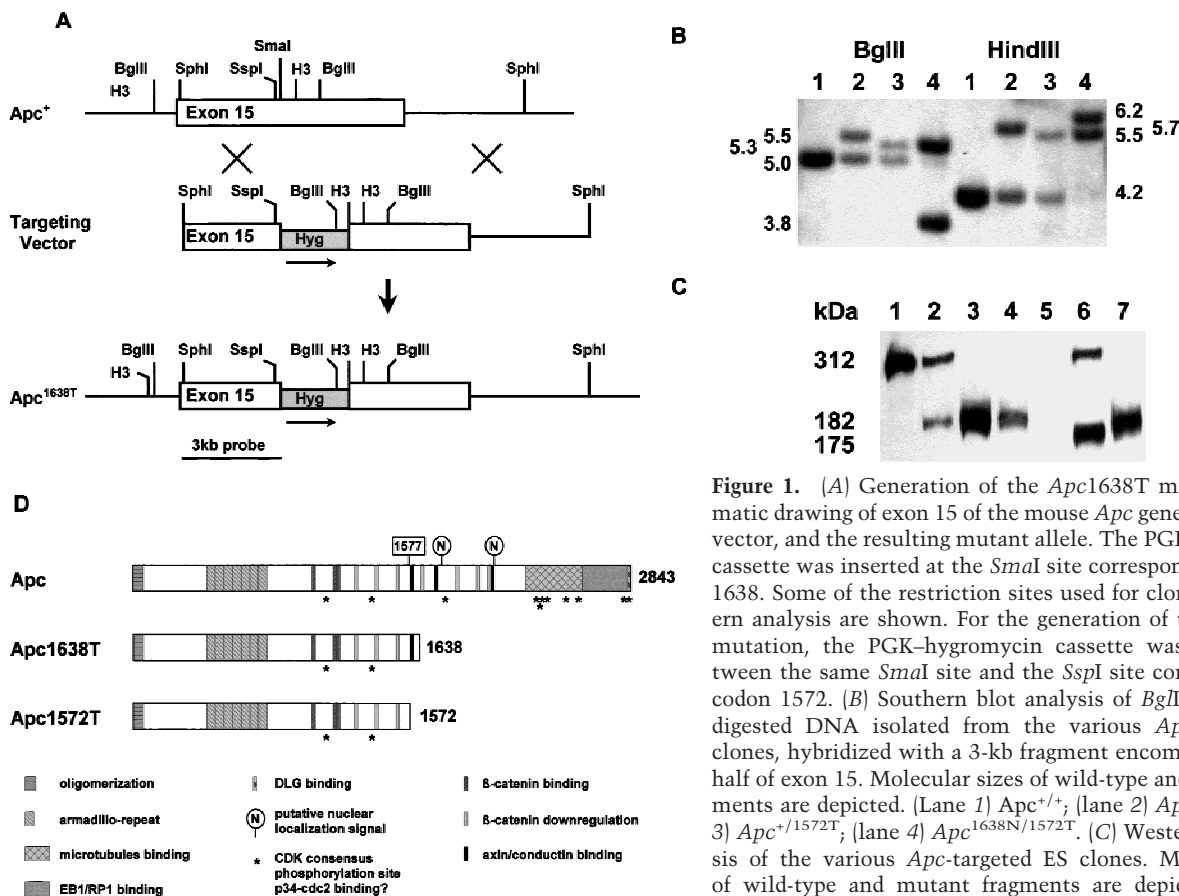 A
SmaI
BglII SphI SspI H3 BglII SphI
H3
Apc+ Exon 15
SphI SspI BglII H3 H3 BglII SphI
Targeting Vector Exon 15 Hyg
BglII SphI SspI BglII H3 H3 BglII SphI
H3
Apc1638T Exon 15 Hyg
3kb probe
B
BglII HindIII
1 2 3 4 1 2 3 4
5.3 5.5 5.0 3.8
6.2 5.5 5.7 4.2
C
kDa 1 2 3 4 5 6 7
312
182
175
D
1577 N N
Apc 2843
* * * **** * * **
Apc1638T 1638
* *
Apc1572T 1572
* *
oligomerization
armadillo-repeat
microtubules binding
EB1/RP1 binding
DLG binding
N putative nuclear localization signal
* CDK consensus phosphorylation site p34-cdc2 binding?
ß-catenin binding
ß-catenin downregulation
axin/conductin binding
Figure 1. (A) Generation of the Apc1638T mu
matic drawing of exon 15 of the mouse Apc gene
vector, and the resulting mutant allele. The PGK
cassette was inserted at the SmaI site correspon
1638. Some of the restriction sites used for clon
ern analysis are shown. For the generation of t
mutation, the PGK–hygromycin cassette was
tween the same SmaI site and the SspI site cor
codon 1572. (B) Southern blot analysis of BglI
digested DNA isolated from the various Ap
clones, hybridized with a 3-kb fragment encom
half of exon 15. Molecular sizes of wild-type and
ments are depicted. (Lane 1) Apc+/+; (lane 2) Ap
3) Apc+/1572T; (lane 4) Apc1638N/1572T. (C) Weste
sis of the various Apc-targeted ES clones. M
of wild-type and mutant fragments are depic